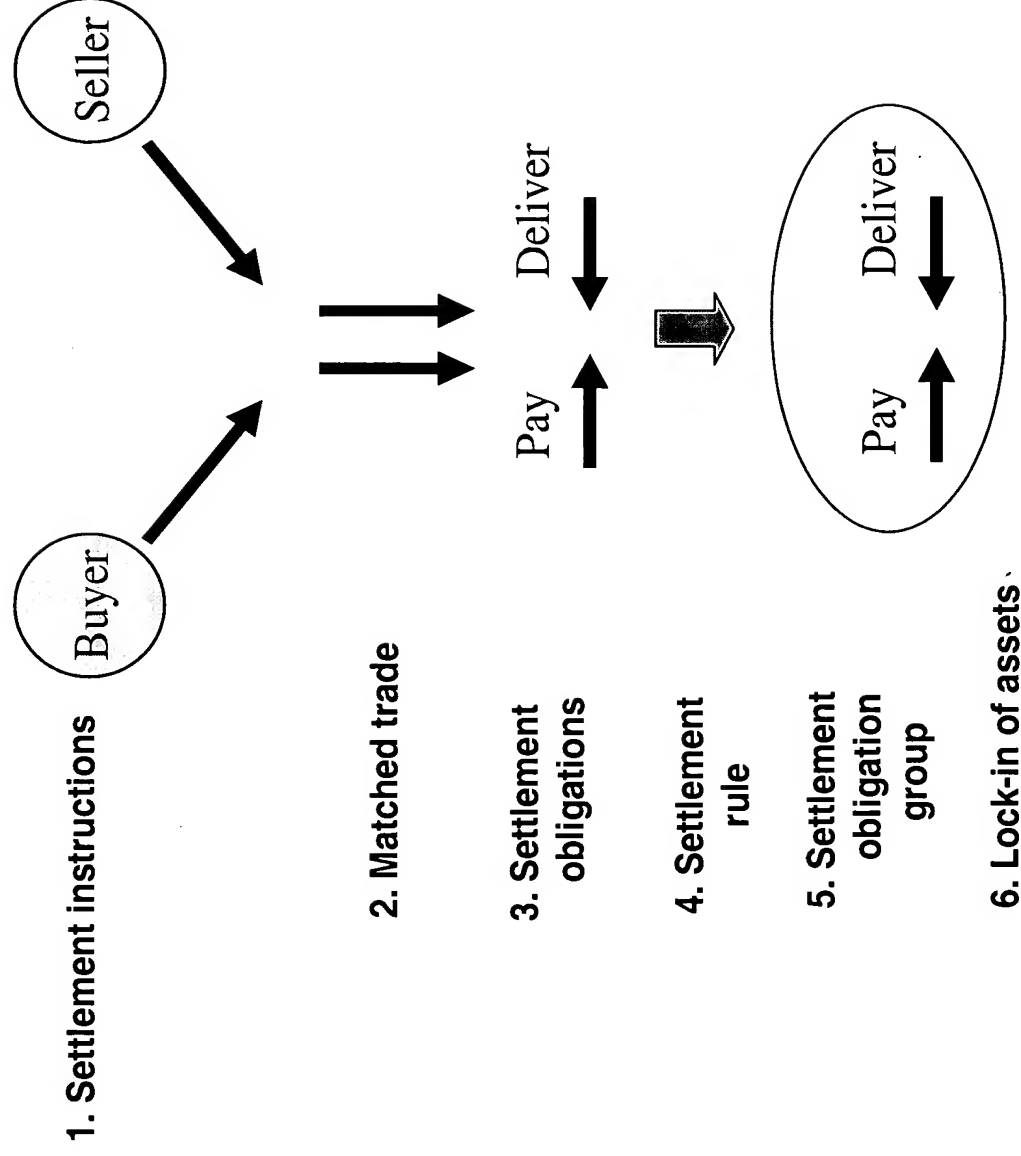 1. Settlement instructions
Buyer
Seller
2. Matched trade
3. Settlement
obligations
Pay
Deliver
4. Settlement
rule
5. Settlement
obligation
group
Pay
Deliver
6. Lock-in of assets